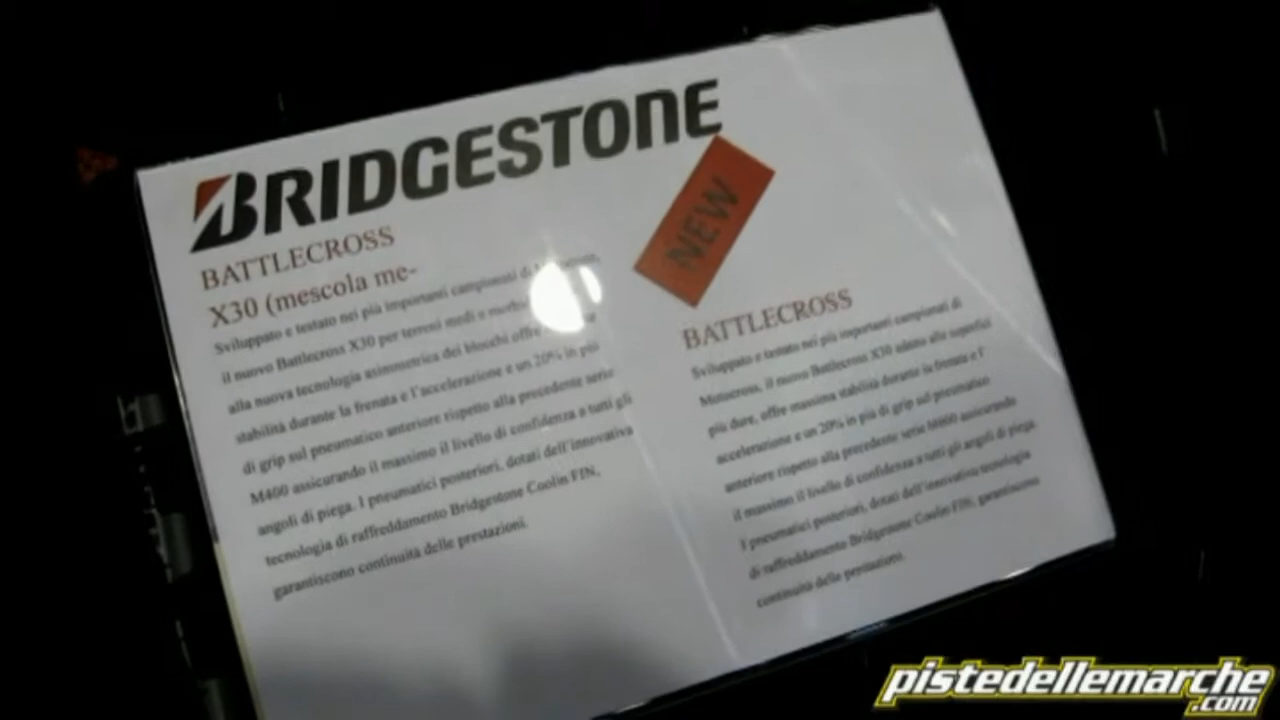 BRIDGESTONE
NEW
BATTLECROSS
X30 (mescola me-
Sviluppato e testato nei più importanti campionati di
il nuovo Battlecross X30 per terreni medi e morbidi
alla nuova tecnologia asimmetrica dei blocchi offre
stabilità durante la frenata e l'accelerazione e un 20% in più
di grip sul pneumatico anteriore rispetto alla precedente serie
M400 assicurando il massimo il livello di confidenza a tutti gli
angoli di piega. I pneumatici posteriori, dotati dell'innovativa
tecnologia di raffreddamento Bridgestone Coolin FIN,
garantiscono continuità delle prestazioni.
BATTLECROSS
Sviluppato e testato nei più importanti campionati di
Motocross, il nuovo Battlecross X30 adatto alle superfici
più dure, offre massima stabilità durante la frenata e l'
accelerazione e un 20% in più di grip sul pneumatico
anteriore rispetto alla precedente serie assicurando
il massimo il livello di confidenza a tutti gli angoli di piega.
I pneumatici posteriori, dotati dell'innovativa tecnologia
di raffreddamento Bridgestone Coolin FIN, garantiscono
continuità delle prestazioni.
pistedellemarche
.com